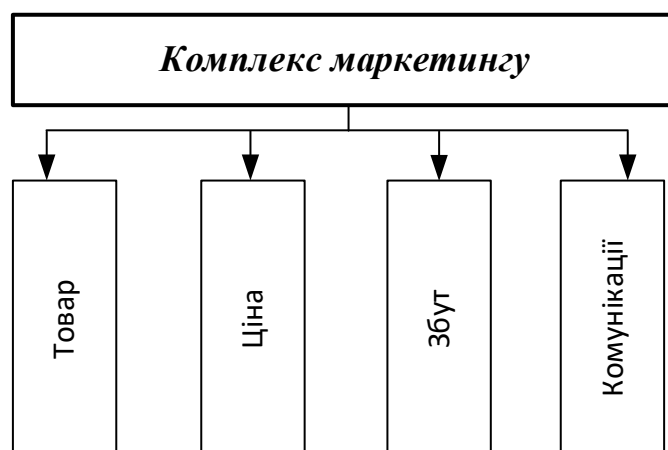 Комплекс маркетингу
Товар
Ціна
Збут
Комунікації